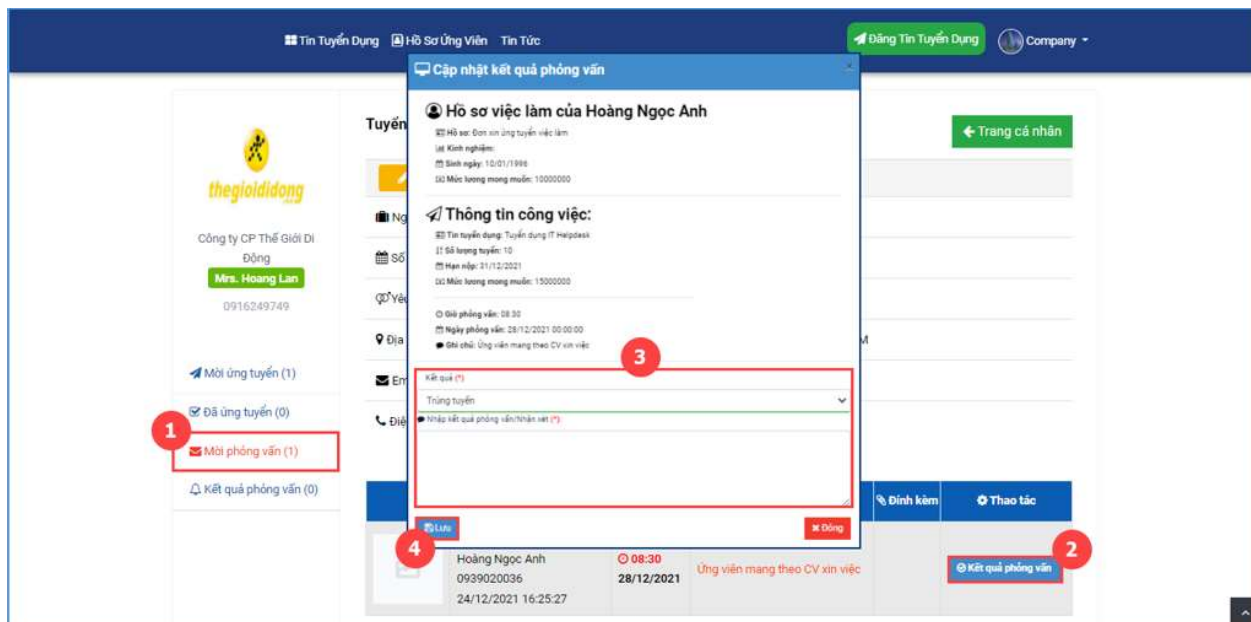 Tin Tuyển Dụng Hồ Sơ Ứng Viên Tin Tức Đăng Tin Tuyển Dụng Company
Cập nhật kết quả phỏng vấn
Hồ sơ việc làm của Hoàng Ngọc Anh
Hồ sơ: Đơn xin ứng tuyển việc làm
Kinh nghiệm:
Sinh ngày: 10/01/1996
Mức lương mong muốn: 10000000
Thông tin công việc:
Tin tuyển dụng: Tuyển dụng IT Helpdesk
Số lượng tuyển: 10
Hạn nộp: 31/12/2021
Mức lương mong muốn: 15000000
Giờ phỏng vấn: 08:30
Ngày phỏng vấn: 28/12/2021 00:00:00
Ghi chú: Ứng viên mang theo CV xin việc
3
Kết quả (*)
Trúng tuyển
Nhập kết quả phỏng vấn/Nhận xét (*)
Lưu
Đóng
4
thegioididong
.com
Công ty CP Thế Giới Di
Động
Mrs. Hoang Lan
0916249749
Mời ứng tuyển (1)
Đã ứng tuyển (0)
1
Mời phỏng vấn (1)
Kết quả phỏng vấn (0)
Tuyển
Trang cá nhân
Ng
Số
Yêu
Địa
M
Em
Điệ
Đính kèm Thao tác
Hoàng Ngọc Anh
0939020036
24/12/2021 16:25:27
08:30
28/12/2021
Ứng viên mang theo CV xin việc
2
Kết quả phỏng vấn